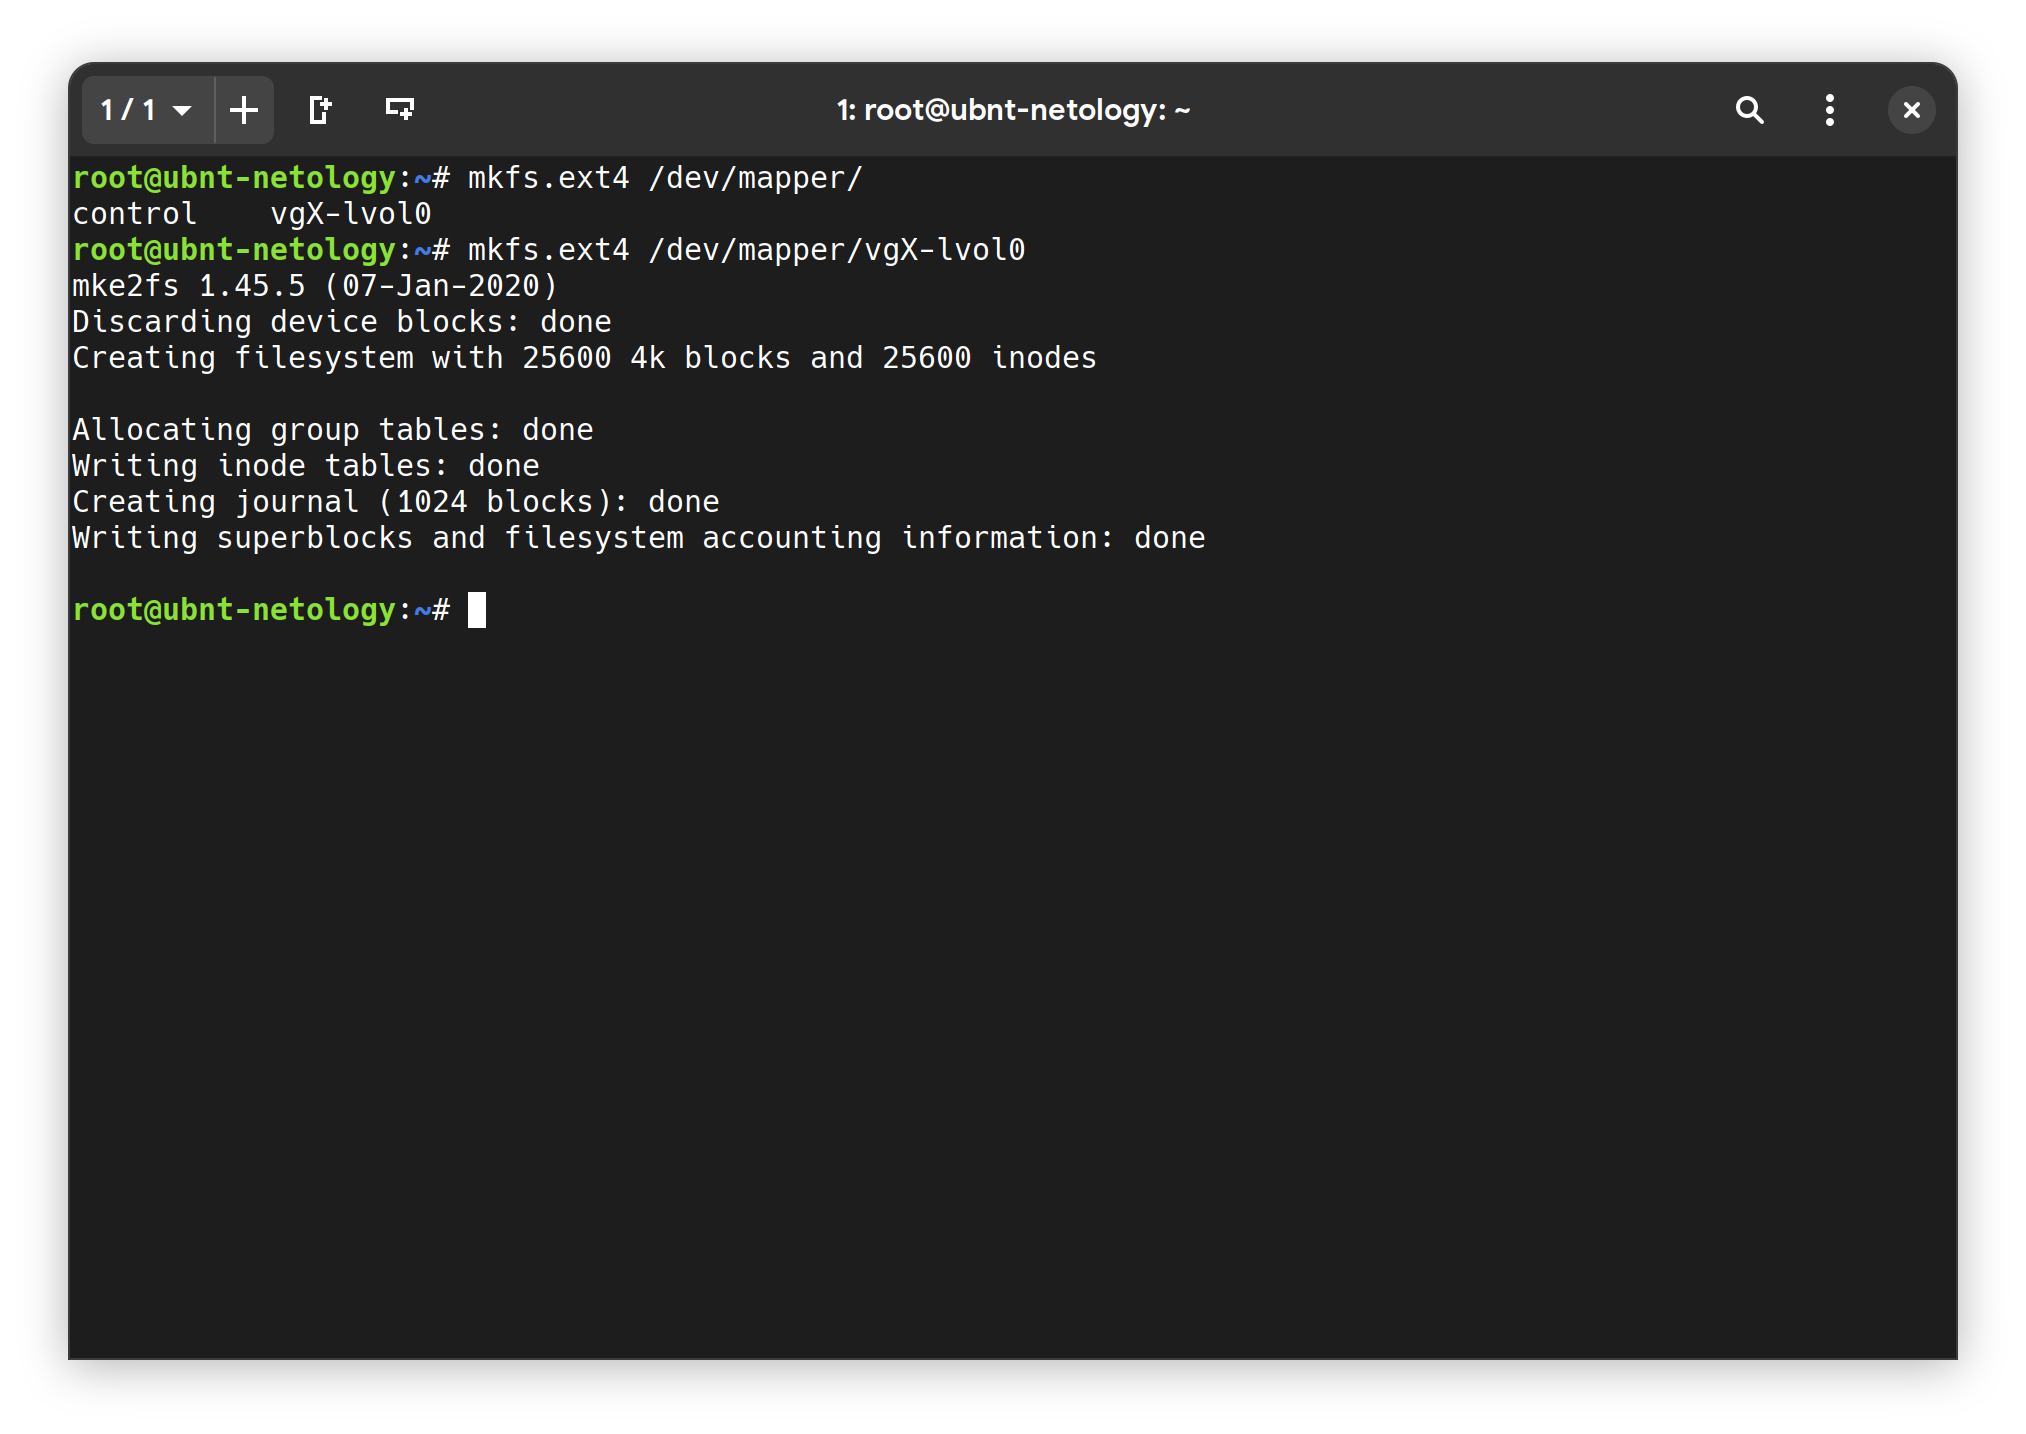 1 / 1
1: root@ubnt-netology: ~
root@ubnt-netology:~# mkfs.ext4 /dev/mapper/
control    vgX-lvol0
root@ubnt-netology:~# mkfs.ext4 /dev/mapper/vgX-lvol0
mke2fs 1.45.5 (07-Jan-2020)
Discarding device blocks: done
Creating filesystem with 25600 4k blocks and 25600 inodes
Allocating group tables: done
Writing inode tables: done
Creating journal (1024 blocks): done
Writing superblocks and filesystem accounting information: done
root@ubnt-netology:~#